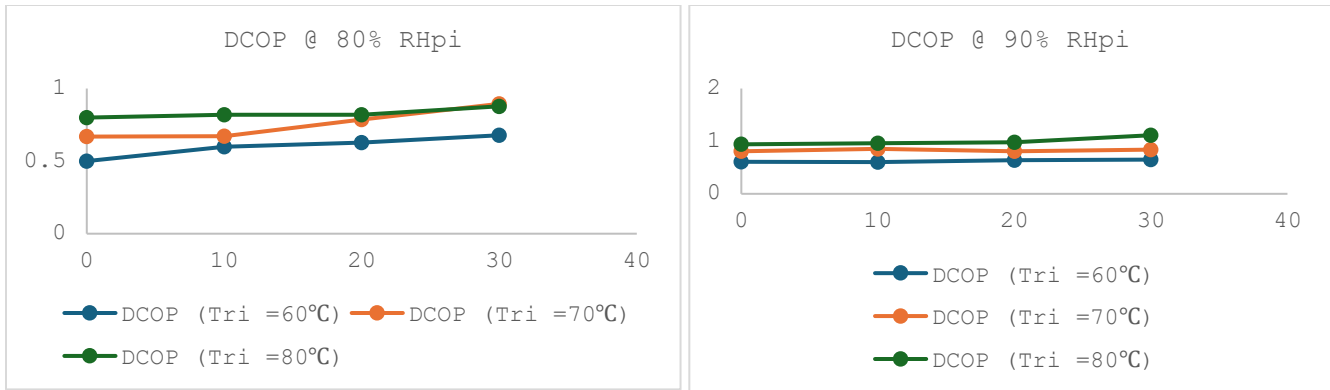 DCOP @ 80% RHpi
1
0.5
0
0 10 20 30 40
DCOP (Tri =60℃) DCOP (Tri =70℃)
DCOP (Tri =80℃)
DCOP @ 90% RHpi
2
1
0
0 10 20 30 40
DCOP (Tri =60℃)
DCOP (Tri =70℃)
DCOP (Tri =80℃)